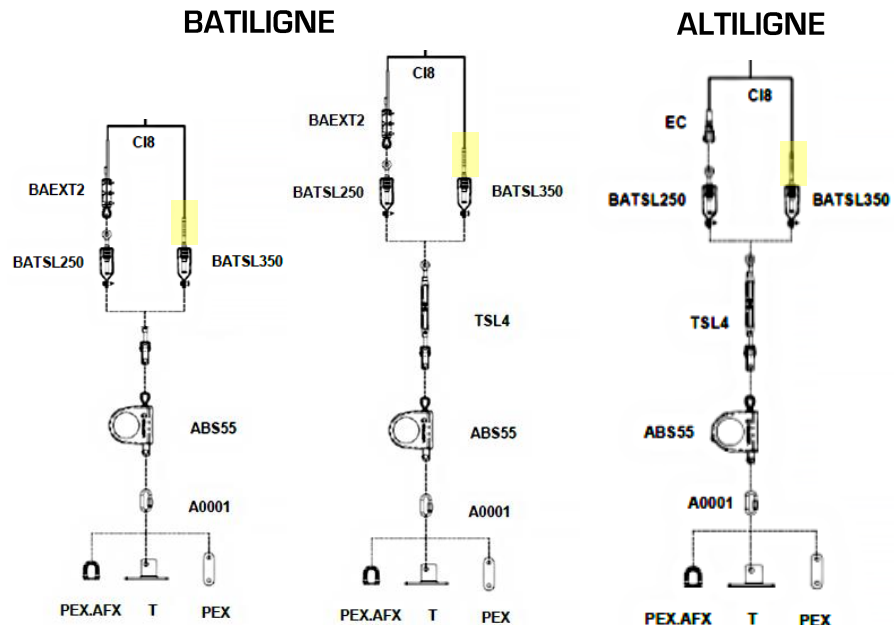 BATILIGNE
CI8
BAEXT2
BATSL250
BATSL350
ABS55
A0001
PEX.AFX
T
PEX
CI8
BAEXT2
BATSL250
BATSL350
TSL4
ABS55
A0001
PEX.AFX
T
PEX
ALTILIGNE
CI8
EC
BATSL250
BATSL350
TSL4
ABS55
A0001
PEX.AFX
T
PEX